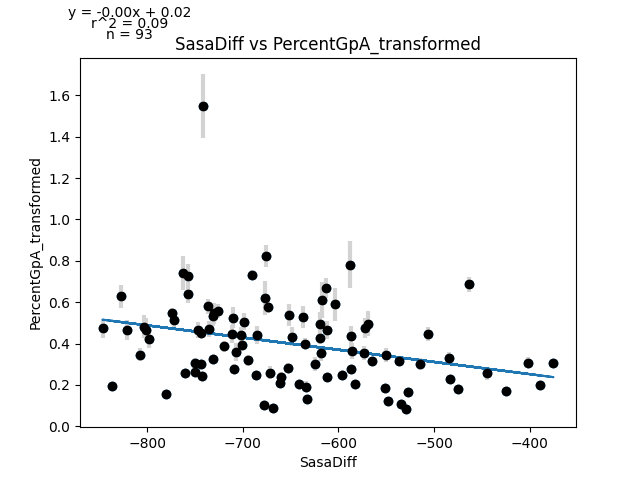 y = -0.00x + 0.02
r^2 = 0.09
n = 93
SasaDiff vs PercentGpA_transformed
1.6
1.4
1.2
1.0
0.8
0.6
0.4
0.2
0.0
PercentGpA_transformed
−800 −700 −600 −500 −400
SasaDiff